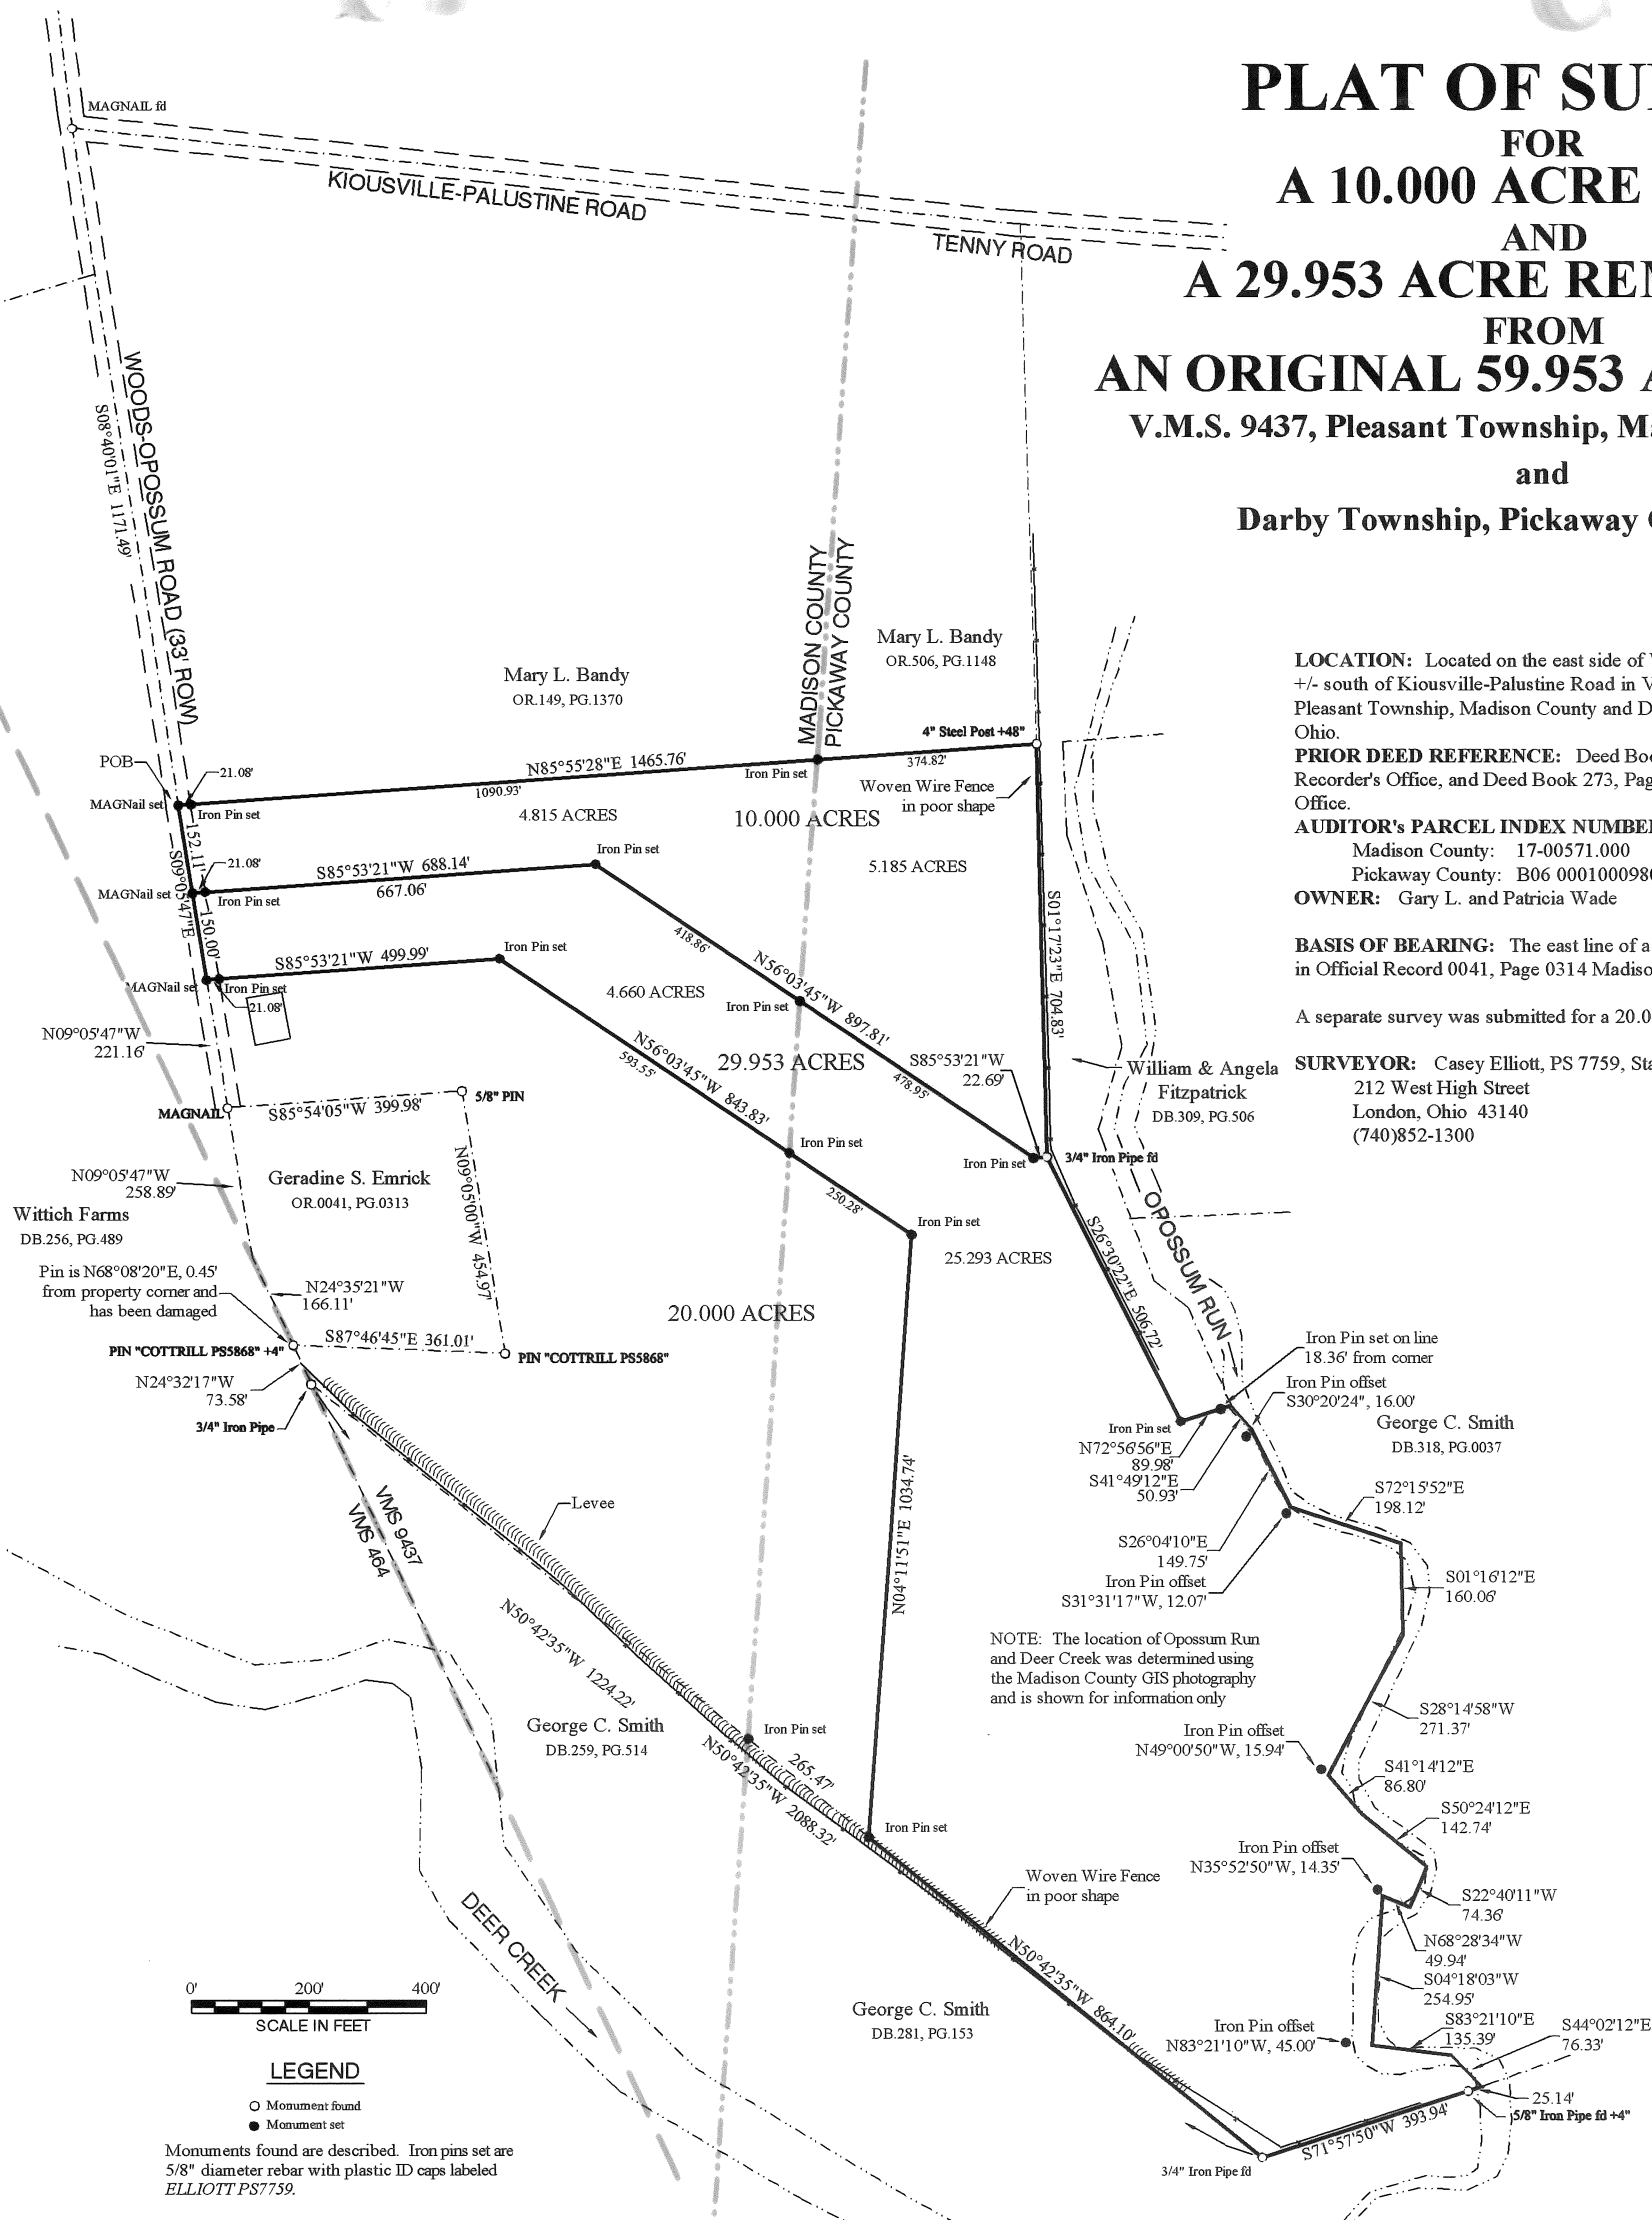 PLAT OF SU
FOR
A 10.000 ACRE
AND
A 29.953 ACRE REM
FROM
AN ORIGINAL 59.953 A
V.M.S. 9437, Pleasant Township, Ma
and
Darby Township, Pickaway C
MAGNAIL fd
KIOUSVILLE-PALUSTINE ROAD
TENNY ROAD
WOODS-OPOSSUM ROAD (33' ROW)
S08°40'01"E 1171.49'
MADISON COUNTY
PICKAWAY COUNTY
Mary L. Bandy
OR.149, PG.1370
Mary L. Bandy
OR.506, PG.1148
4" Steel Post +48"
POB
21.08'
N85°55'28"E 1465.76'
1090.93'
Iron Pin set
374.82'
MAGNail set
Iron Pin set
4.815 ACRES
10.000 ACRES
Woven Wire Fence
in poor shape
5.185 ACRES
152.11'
S09°05'47"E
150.00'
21.08'
S85°53'21"W 688.14'
667.06'
Iron Pin set
MAGNail set
Iron Pin set
418.86'
N56°03'45"W 897.81'
Iron Pin set
478.95'
S85°53'21"W
22.69'
S01°17'23"E 704.83'
S85°53'21"W 499.99'
Iron Pin set
MAGNail set
Iron Pin set
21.08'
4.660 ACRES
29.953 ACRES
N56°03'45"W 843.83'
593.55'
Iron Pin set
250.28'
Iron Pin set
Iron Pin set
3/4" Iron Pipe fd
William & Angela
Fitzpatrick
DB.309, PG.506
N09°05'47"W
221.16'
MAGNAIL
S85°54'05"W 399.98'
5/8" PIN
N09°05'00"W 454.97'
Geradine S. Emrick
OR.0041, PG.0313
N09°05'47"W
258.89'
Wittich Farms
DB.256, PG.489
Pin is N68°08'20"E, 0.45'
from property corner and
has been damaged
N24°35'21"W
166.11'
S87°46'45"E 361.01'
PIN "COTTRILL PS5868" +4"
PIN "COTTRILL PS5868"
N24°32'17"W
73.58'
3/4" Iron Pipe
20.000 ACRES
25.293 ACRES
VMS 9437
VMS 464
Levee
N04°11'51"E 1034.74'
S26°30'22"E 506.72'
OPOSSUM RUN
Iron Pin set on line
18.36' from corner
Iron Pin offset
S30°20'24", 16.00'
George C. Smith
DB.318, PG.0037
Iron Pin set
N72°56'56"E
89.98'
S41°49'12"E
50.93'
S72°15'52"E
198.12'
S26°04'10"E
149.75'
Iron Pin offset
S31°31'17"W, 12.07'
S01°16'12"E
160.06'
NOTE: The location of Opossum Run
and Deer Creek was determined using
the Madison County GIS photography
and is shown for information only
S28°14'58"W
271.37'
Iron Pin offset
N49°00'50"W, 15.94'
S41°14'12"E
86.80'
S50°24'12"E
142.74'
Iron Pin offset
N35°52'50"W, 14.35'
S22°40'11"W
74.36'
N68°28'34"W
49.94'
S04°18'03"W
254.95'
S83°21'10"E
135.39'
S44°02'12"E
76.33'
Iron Pin offset
N83°21'10"W, 45.00'
25.14'
5/8" Iron Pipe fd +4"
S71°57'50"W 393.94'
3/4" Iron Pipe fd
N50°42'35"W 1224.22'
George C. Smith
DB.259, PG.514
Iron Pin set
265.47'
N50°42'35"W 2088.32'
Iron Pin set
Woven Wire Fence
in poor shape
N50°42'35"W 864.10'
George C. Smith
DB.281, PG.153
DEER CREEK
0' 200' 400'
SCALE IN FEET
LEGEND
Monument found
Monument set
Monuments found are described. Iron pins set are
5/8" diameter rebar with plastic ID caps labeled
ELLIOTT PS7759.
LOCATION: Located on the east side of
+/- south of Kiousville-Palustine Road in V
Pleasant Township, Madison County and D
Ohio.
PRIOR DEED REFERENCE: Deed Boo
Recorder's Office, and Deed Book 273, Pag
Office.
AUDITOR's PARCEL INDEX NUMBER
Madison County: 17-00571.000
Pickaway County: B06 000100098
OWNER: Gary L. and Patricia Wade
BASIS OF BEARING: The east line of a
in Official Record 0041, Page 0314 Madiso
A separate survey was submitted for a 20.0
SURVEYOR: Casey Elliott, PS 7759, Sta
212 West High Street
London, Ohio 43140
(740)852-1300